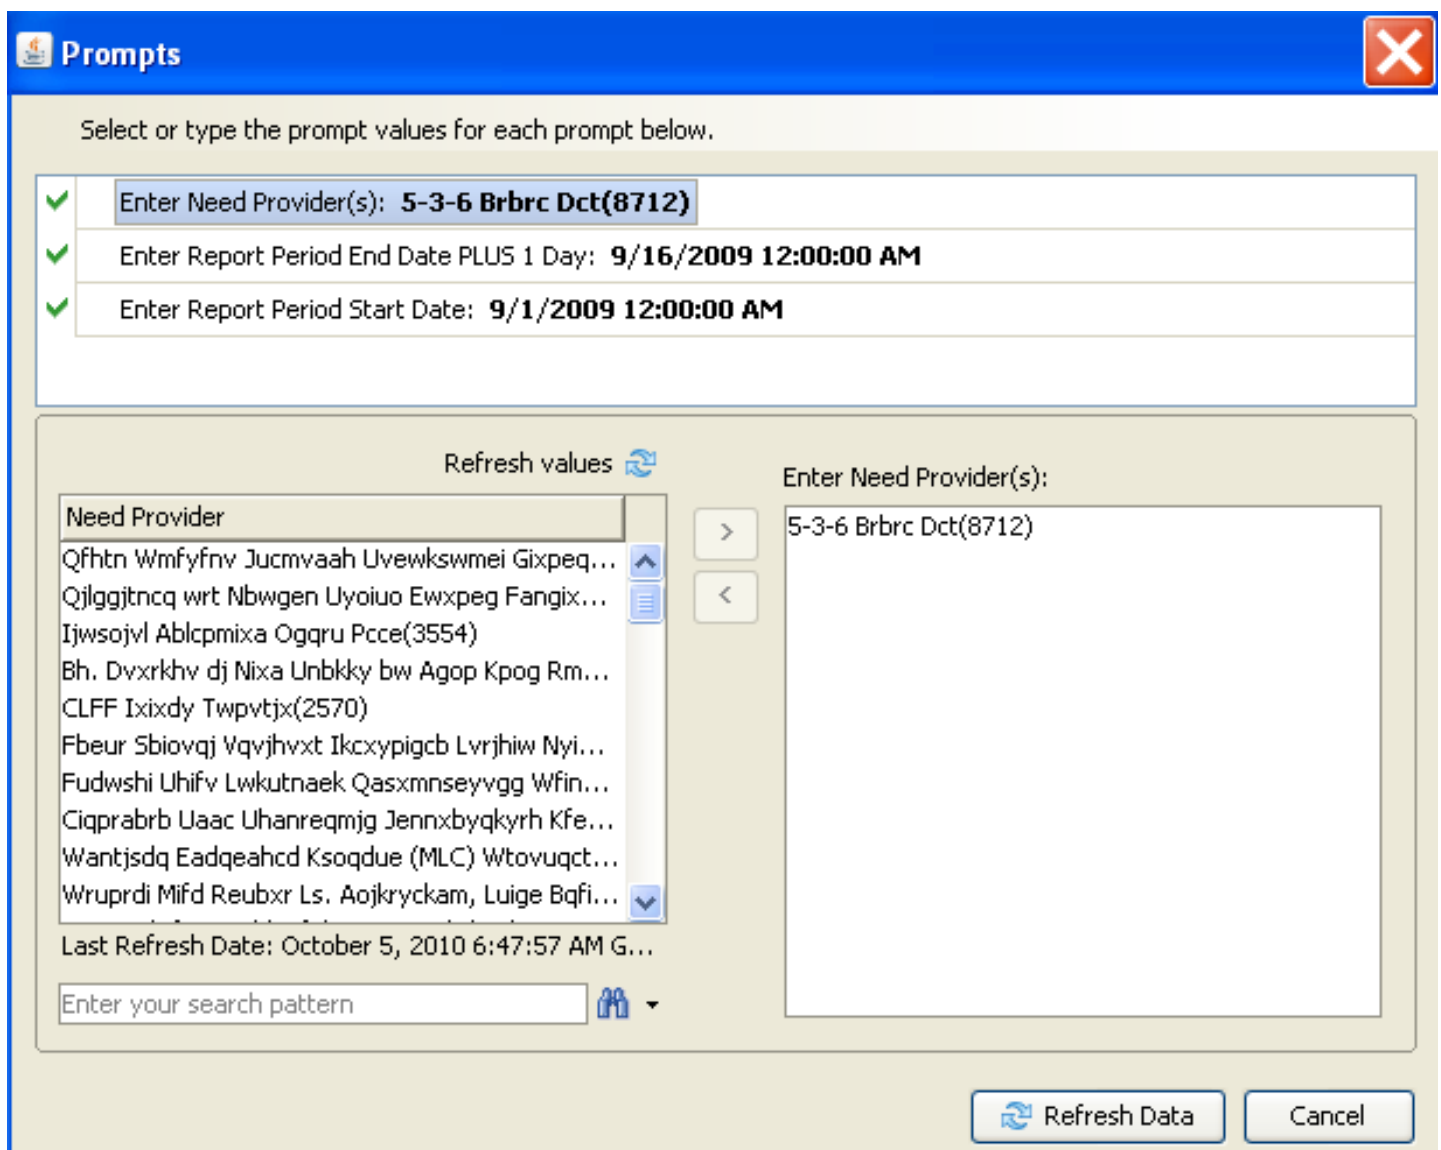 Prompts
Select or type the prompt values for each prompt below.
Enter Need Provider(s): 5-3-6 Brbrc Dct(8712)
Enter Report Period End Date PLUS 1 Day: 9/16/2009 12:00:00 AM
Enter Report Period Start Date: 9/1/2009 12:00:00 AM
Refresh values
Need Provider
Qfhtn Wmfyfnv Jucmvaah Uvewkswmei Gixpeq...
Qjlggjtncq wrt Nbwgen Uyoiuo Ewxpeg Fangix...
Ijwsojvl Ablcpmixa Ogqru Pcce(3554)
Bh. Dvxrkhv dj Nixa Unbkky bw Agop Kpog Rm...
CLFF Ixixdy Twpvtjx(2570)
Fbeur Sbiovqj Vqvjhvxt Ikcxypigcb Lvrjhiw Nyi...
Fudwshi Uhifv Lwkutnaek Qasxmnseyvgg Wfin...
Ciqprabrb Uaac Uhanreqmjg Jennxbyqkyrh Kfe...
Wantjsdq Eadqeahcd Ksoqdue (MLC) Wtovuqct...
Wruprdi Mifd Reubxr Ls. Aojkryckam, Luige Bqfi...
Last Refresh Date: October 5, 2010 6:47:57 AM G...
Enter your search pattern
>
<
Enter Need Provider(s):
5-3-6 Brbrc Dct(8712)
Refresh Data
Cancel